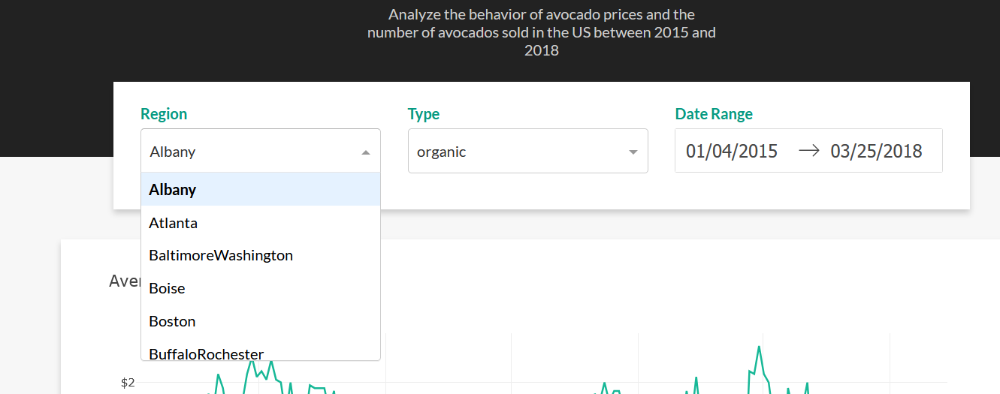 Analyze the behavior of avocado prices and the
number of avocados sold in the US between 2015 and
2018
Region
Type
Date Range
Albany
organic
01/04/2015 → 03/25/2018
Albany
Atlanta
BaltimoreWashington
Boise
Boston
BuffaloRochester
$2